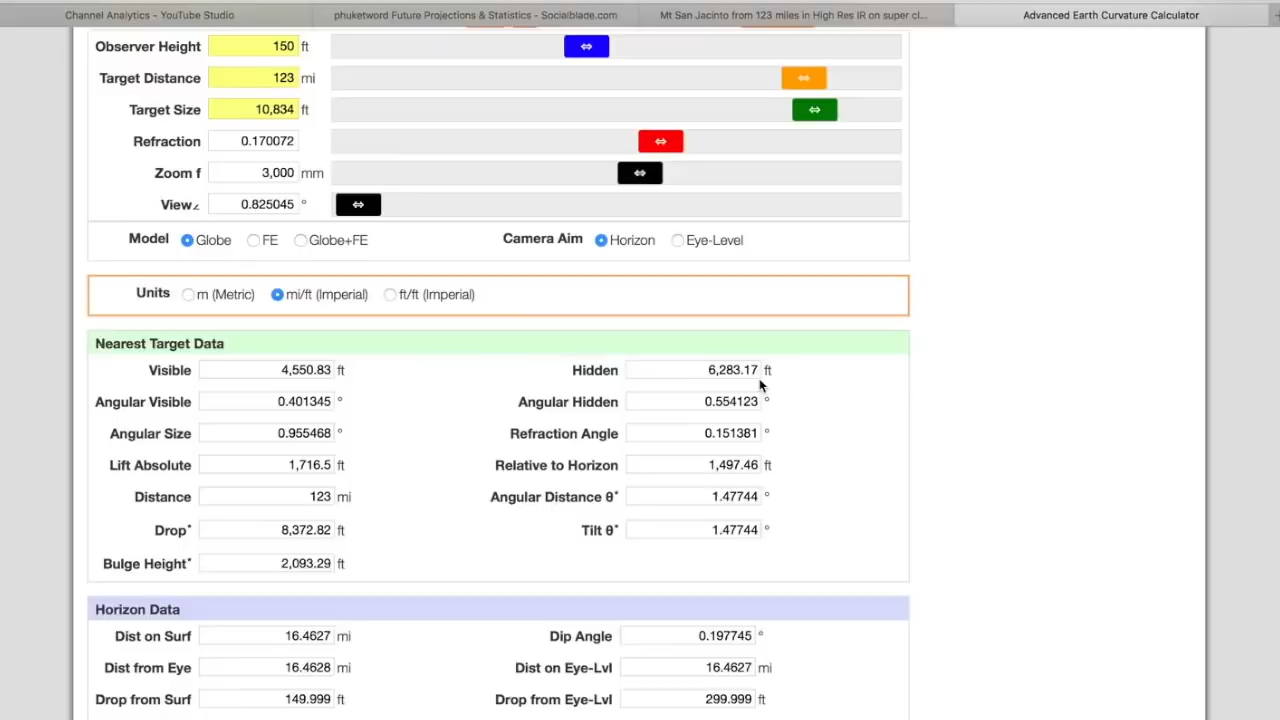 Channel Analytics - YouTube Studio phuketword Future Projections & Statistics - Socialblade.com Mt San Jacinto from 123 miles in High Res IR on super cl... Advanced Earth Curvature Calculator
Observer Height 150 ft
Target Distance 123 mi
Target Size 10,834 ft
Refraction 0.170072
Zoom f 3,000 mm
View∠ 0.825045 °
Model Globe FE Globe+FE Camera Aim Horizon Eye-Level
Units m (Metric) mi/ft (Imperial) ft/ft (Imperial)
Nearest Target Data
Visible 4,550.83 ft Hidden 6,283.17 ft
Angular Visible 0.401345 ° Angular Hidden 0.554123 °
Angular Size 0.955468 ° Refraction Angle 0.151381 °
Lift Absolute 1,716.5 ft Relative to Horizon 1,497.46 ft
Distance 123 mi Angular Distance θ* 1.47744 °
Drop* 8,372.82 ft Tilt θ* 1.47744 °
Bulge Height* 2,093.29 ft
Horizon Data
Dist on Surf 16.4627 mi Dip Angle 0.197745 °
Dist from Eye 16.4628 mi Dist on Eye-Lvl 16.4627 mi
Drop from Surf 149.999 ft Drop from Eye-Lvl 299.999 ft